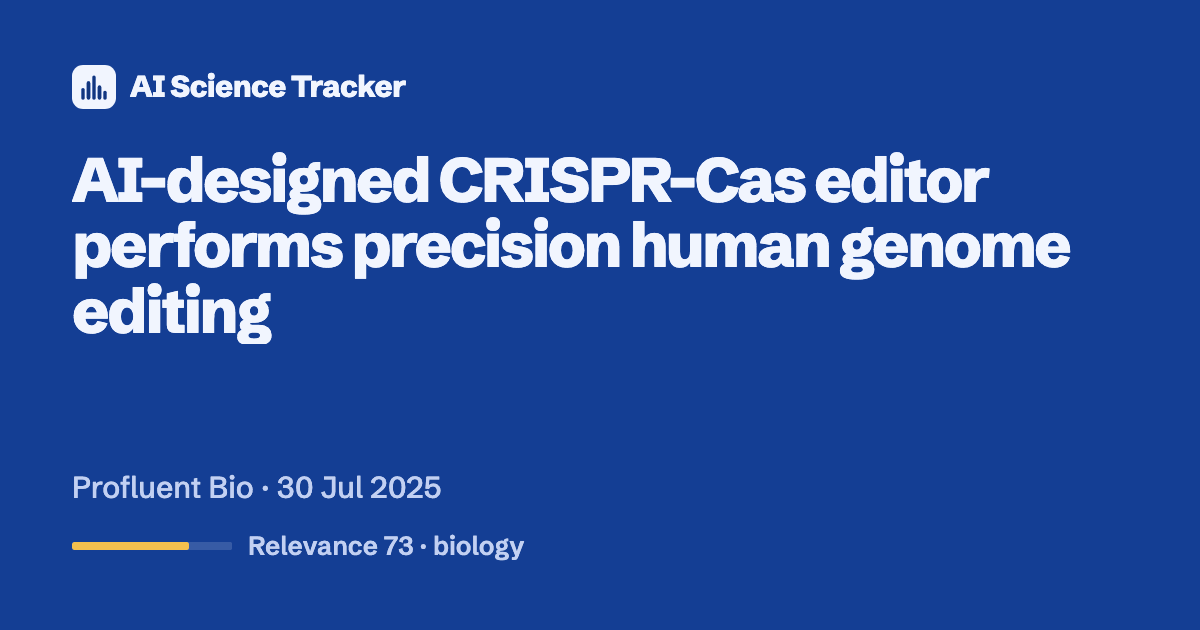 AI Science Tracker
AI-designed CRISPR-Cas editor
performs precision human genome
editing
Profluent Bio · 30 Jul 2025
Relevance 73 · biology